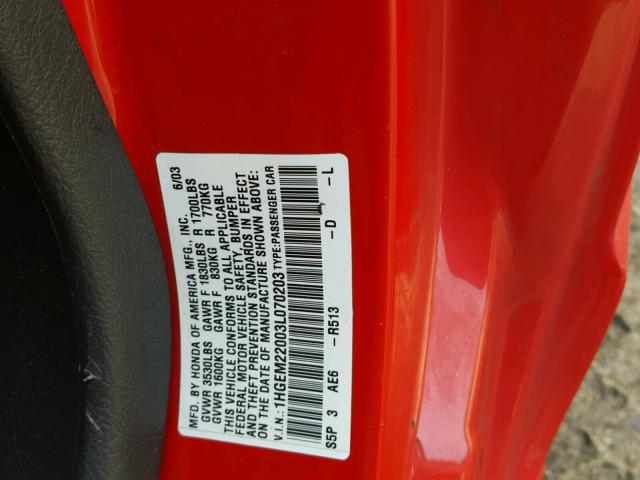 MFD. BY HONDA OF AMERICA MFG., INC. 6/03
GVWR 3530LBS GAWR F 1830LBS R 1700LBS
GVWR 1600KG GAWR F 830KG R 770KG
THIS VEHICLE CONFORMS TO ALL APPLICABLE
FEDERAL MOTOR VEHICLE SAFETY, BUMPER
AND THEFT PREVENTION STANDARDS IN EFFECT
ON THE DATE OF MANUFACTURE SHOWN ABOVE:
V.I.N.: 1HGEM22003L070203 TYPE:PASSENGER CAR
S5P 3 AE6 -R513 -D -L